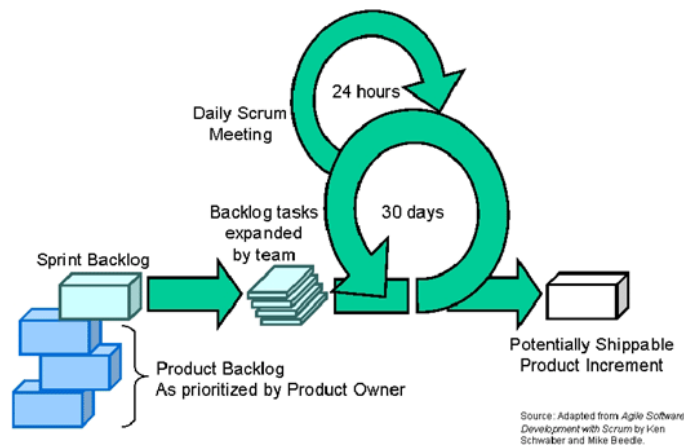 24 hours
Daily Scrum
Meeting
30 days
Backlog tasks
expanded
by team
Sprint Backlog
Product Backlog
As prioritized by Product Owner
Potentially Shippable
Product Increment
Source: Adapted from Agile Software
Development with Scrum by Ken
Schwaber and Mike Beedle.